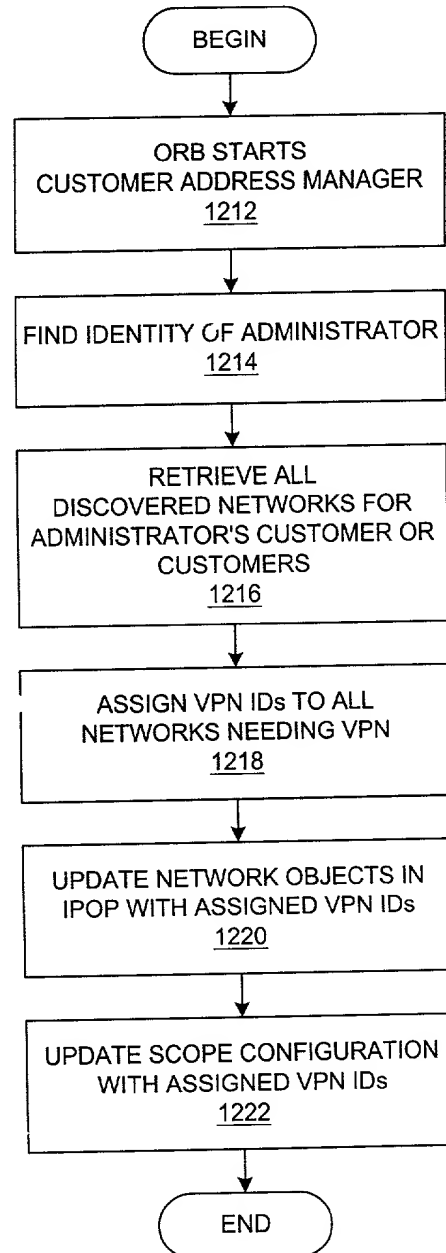 BEGIN
ORB STARTS
CUSTOMER ADDRESS MANAGER
1212
FIND IDENTITY OF ADMINISTRATOR
1214
RETRIEVE ALL
DISCOVERED NETWORKS FOR
ADMINISTRATOR'S CUSTOMER OR
CUSTOMERS
1216
ASSIGN VPN IDs TO ALL
NETWORKS NEEDING VPN
1218
UPDATE NETWORK OBJECTS IN
IPOP WITH ASSIGNED VPN IDs
1220
UPDATE SCOPE CONFIGURATION
WITH ASSIGNED VPN IDs
1222
END